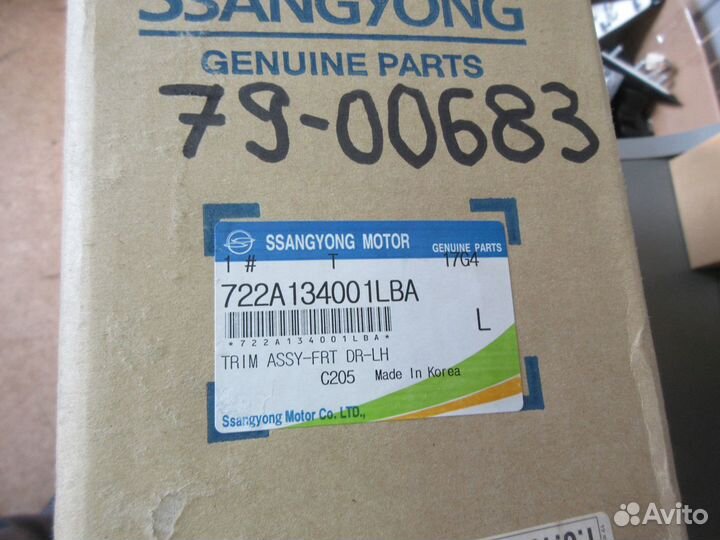 SSANGYONG
GENUINE PARTS
79-00683
SSANGYONG MOTOR GENUINE PARTS
1 # T 17G4
722A134001LBA
*722A134001LBA* L
TRIM ASSY-FRT DR-LH
C205 Made In Korea
Ssangyong Motor Co. LTD.,
Avito